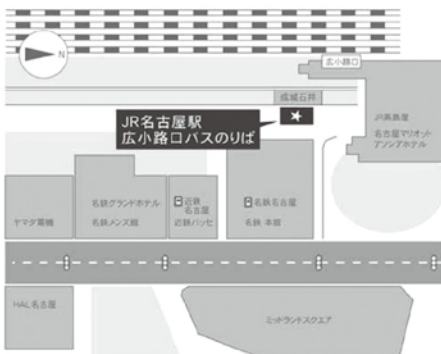 N
広小路口
成城石井
JR名古屋駅
広小路口バスのりば
JR高島屋
名古屋マリオット
アソシアホテル
名鉄グランドホテル
名鉄メンズ館
近鉄
名古屋
近鉄パッセ
名鉄名古屋
名鉄 本館
ヤマダ電機
HAL名古屋
ミッドランドスクエア